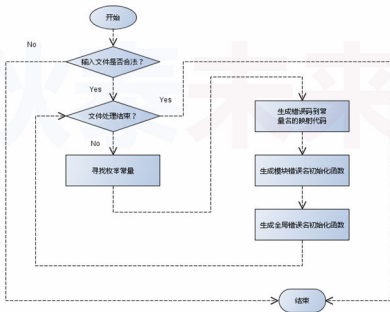 开始
No
输入文件是否合法？
Yes
Yes
文件处理结束？
No
寻找枚举常量
生成错误码到常
量名的映射代码
生成模块错误名初始化函数
生成全局错误名初始化函数
结束